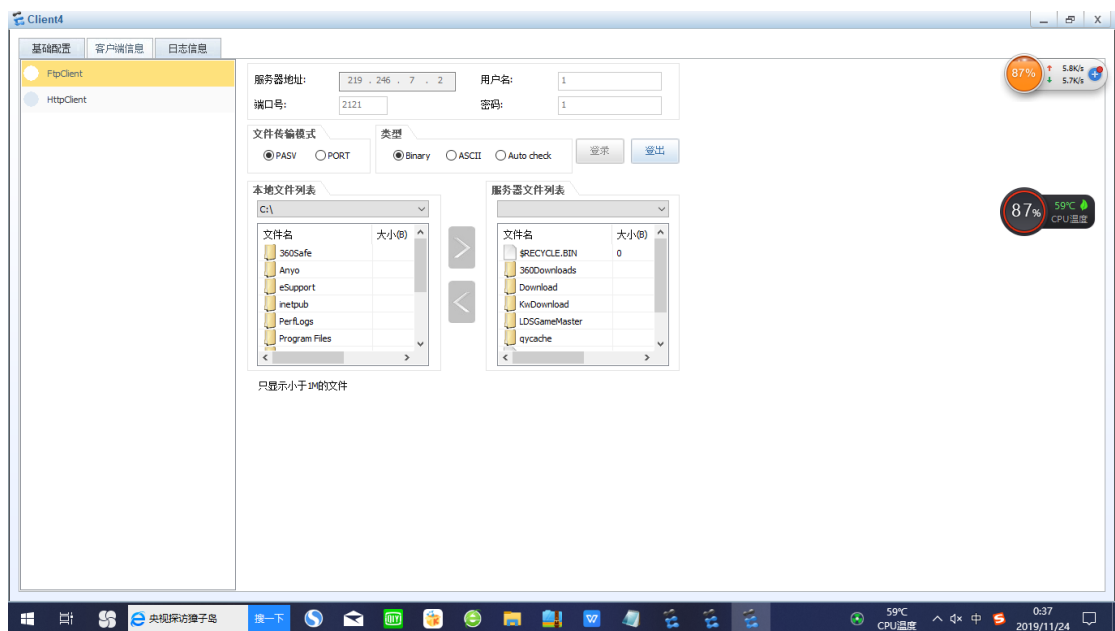 Client4
基础配置 客户端信息 日志信息
FtpClient
HttpClient
服务器地址: 219 . 246 . 7 . 2 用户名: 1
端口号: 2121 密码: 1
文件传输模式 类型
PASV PORT Binary ASCII Auto check 登录 登出
本地文件列表 服务器文件列表
C:\
文件名 大小(B) 文件名 大小(B)
360Safe $RECYCLE.BIN 0
Anyo 360Downloads
eSupport Download
inetpub KwDownload
PerfLogs LDSGameMaster
Program Files qycache
只显示小于1M的文件
87% 5.8K/s
5.7K/s
87% 59℃
CPU温度
央视探访獐子岛 搜一下
59℃
CPU温度
中
0:37
2019/11/24